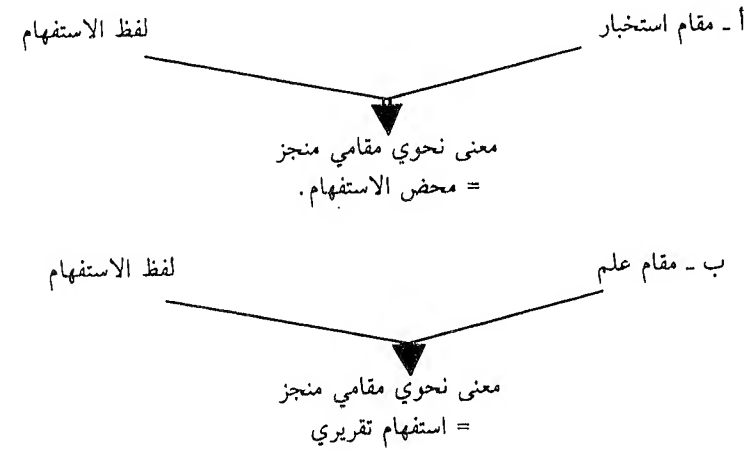 أ ـ مقام استخبار لفظ الاستفهام
معنى نحوي مقامي منجز
= محض الاستفهام.
ب ـ مقام علم لفظ الاستفهام
معنى نحوي مقامي منجز
= استفهام تقريري